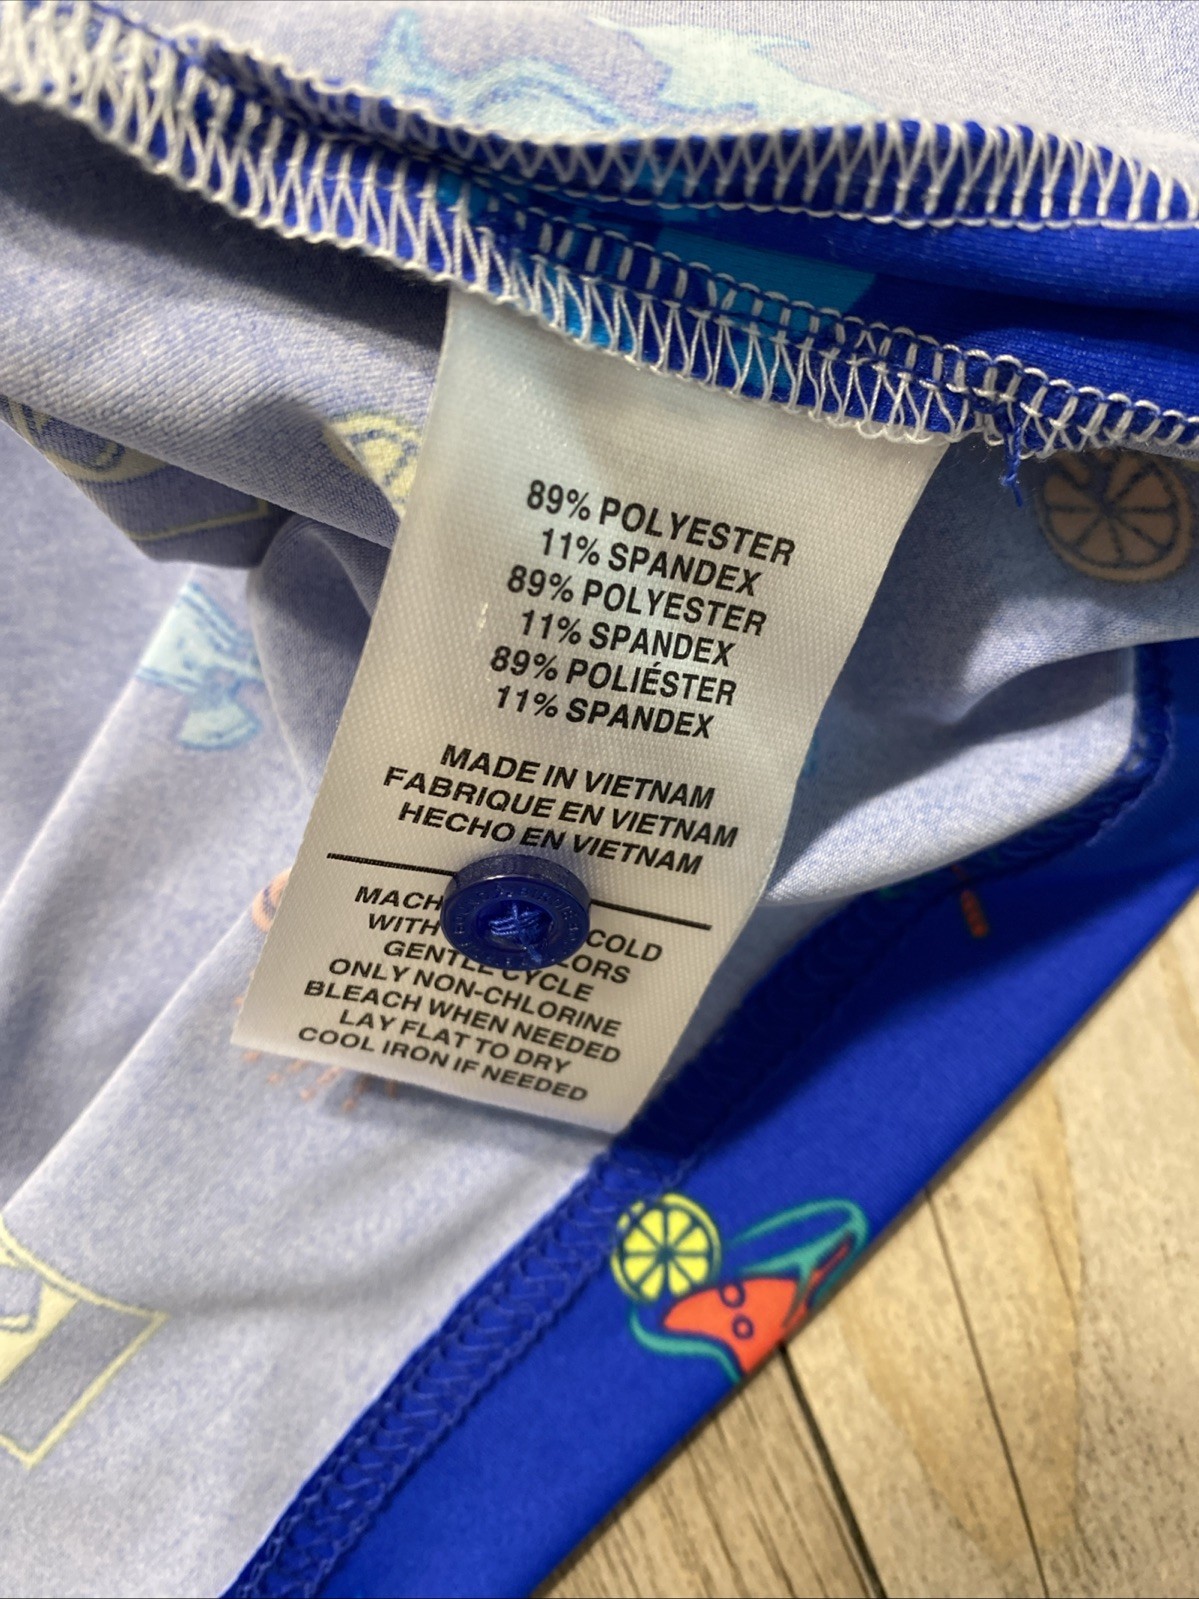 89% POLYESTER
11% SPANDEX
89% POLYESTER
11% SPANDEX
89% POLIÉSTER
11% SPANDEX
MADE IN VIETNAM
FABRIQUE EN VIETNAM
HECHO EN VIETNAM
COLD
WITH
GENTLE CYCLE
ONLY NON-CHLORINE
BLEACH WHEN NEEDED
LAY FLAT TO DRY
COOL IRON IF NEEDED